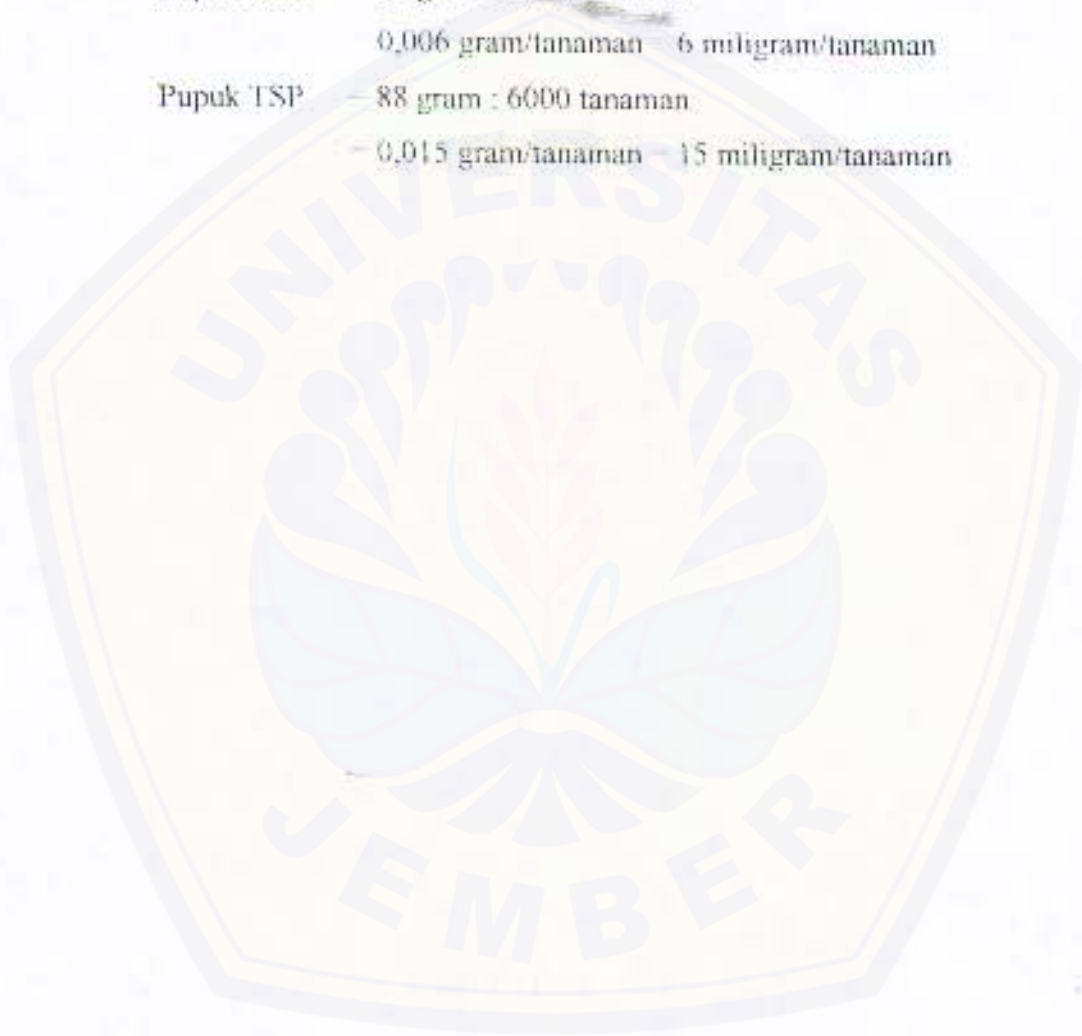 0,006 gram/tanaman = 6 miligram/tanaman
Pupuk TSP = 88 gram : 6000 tanaman
= 0,015 gram/tanaman = 15 miligram/tanaman
UNIVERSITAS
JEMBER